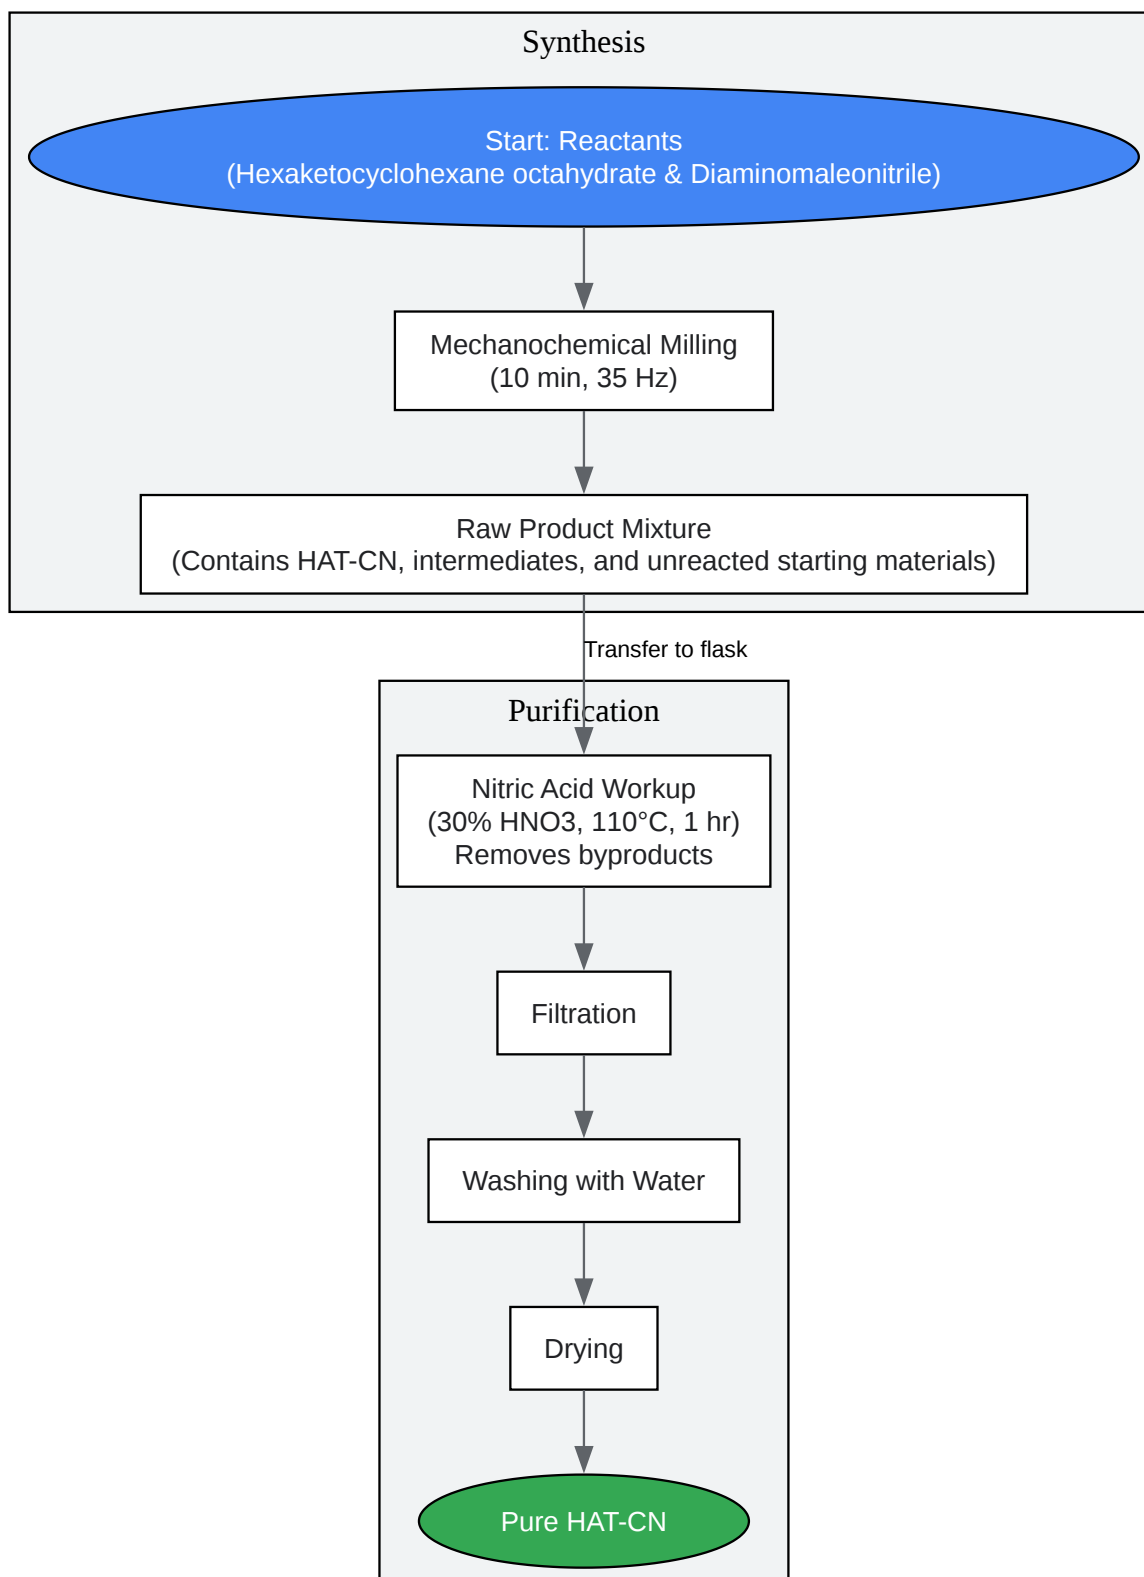 Synthesis
Start: Reactants
(Hexaketocyclohexane octahydrate & Diaminomaleonitrile)
Mechanochemical Milling
(10 min, 35 Hz)
Raw Product Mixture
(Contains HAT-CN, intermediates, and unreacted starting materials)
Transfer to flask
Purification
Nitric Acid Workup
(30% HNO3, 110°C, 1 hr)
Removes byproducts
Filtration
Washing with Water
Drying
Pure HAT-CN